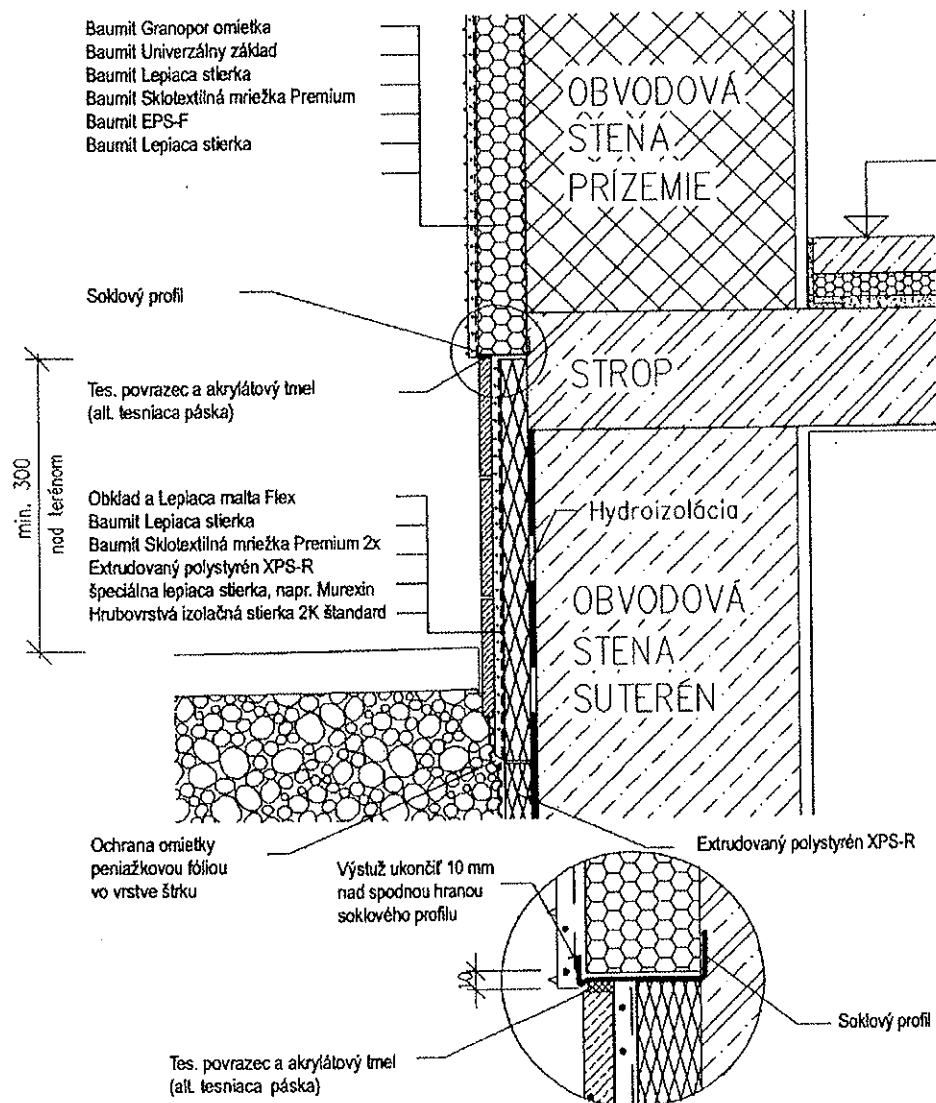 Baumit Granopor omietka
Baumit Univerzálny základ
Baumit Lepiaca stierka
Baumit Sklotextilná mriežka Premium
Baumit EPS-F
Baumit Lepiaca stierka
OBVODOVÁ
STENA
PRÍZEMIE
Soklový profil
STROP
Tes. povrazec a akrylátový tmel
(alt. tesniaca páska)
min. 300
nad terénom
Obklad a Lepiaca malta Flex
Baumit Lepiaca stierka
Baumit Sklotextilná mriežka Premium 2x
Extrudovaný polystyrén XPS-R
špeciálna lepiaca stierka, napr. Murexin
Hrubovrstvá izolačná stierka 2K štandard
Hydroizolácia
OBVODOVÁ
STENA
SUTERÉN
Ochrana omietky
peniažkovou fóliou
vo vrstve štrku
Výstuž ukončiť 10 mm
nad spodnou hranou
soklového profilu
Extrudovaný polystyrén XPS-R
10
Soklový profil
Tes. povrazec a akrylátový tmel
(alt. tesniaca páska)